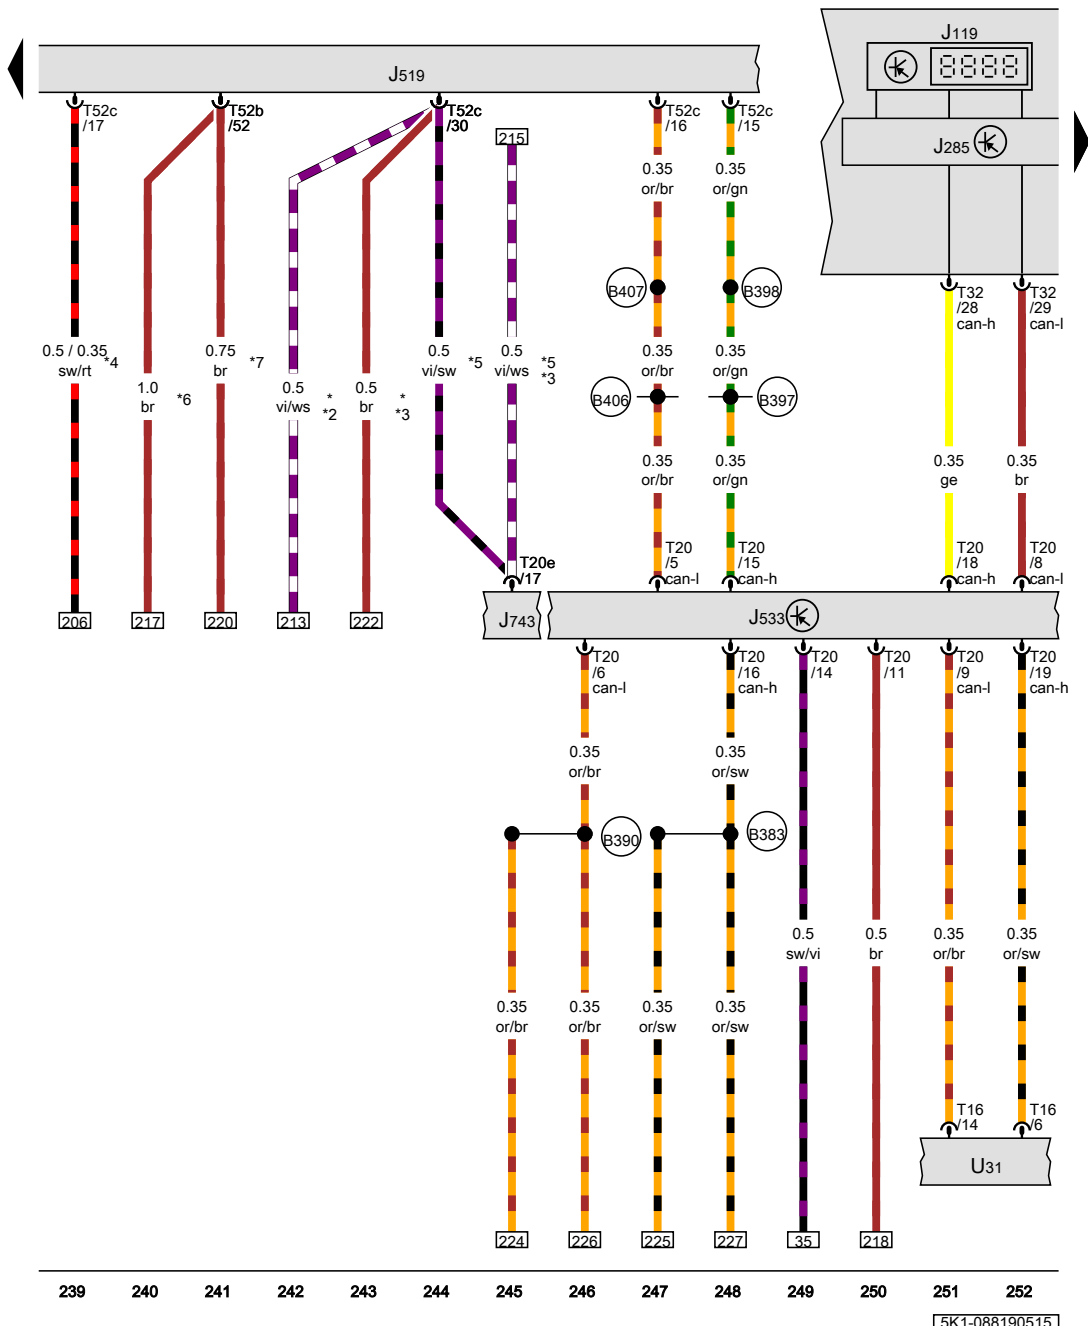 J119
J519
J285
T52c
/17
T52b
/52
T52c
/30
215
T52c
/16
T52c
/15
0.35
or/br
0.35
or/gn
B407
B398
T32
/28
can-h
T32
/29
can-l
0.5 / 0.35
sw/rt
*4
1.0
br
*6
0.75
br
*7
0.5
vi/ws
*
*2
0.5
br
*
*3
0.5
vi/sw
*5
0.5
vi/ws
*5
*3
0.35
or/br
0.35
or/gn
B406
B397
0.35
or/br
0.35
or/gn
0.35
ge
0.35
br
T20e
/17
T20
/5
can-l
T20
/15
can-h
T20
/18
can-h
T20
/8
can-l
206
217
220
213
222
J743
J533
T20
/6
can-l
T20
/16
can-h
T20
/14
T20
/11
T20
/9
can-l
T20
/19
can-h
0.35
or/br
0.35
or/sw
B390
B383
0.5
sw/vi
0.5
br
0.35
or/br
0.35
or/sw
0.35
or/br
0.35
or/br
0.35
or/sw
0.35
or/sw
T16
/14
T16
/6
U31
224
226
225
227
35
218
239 240 241 242 243 244 245 246 247 248 249 250 251 252
5K1-088190515